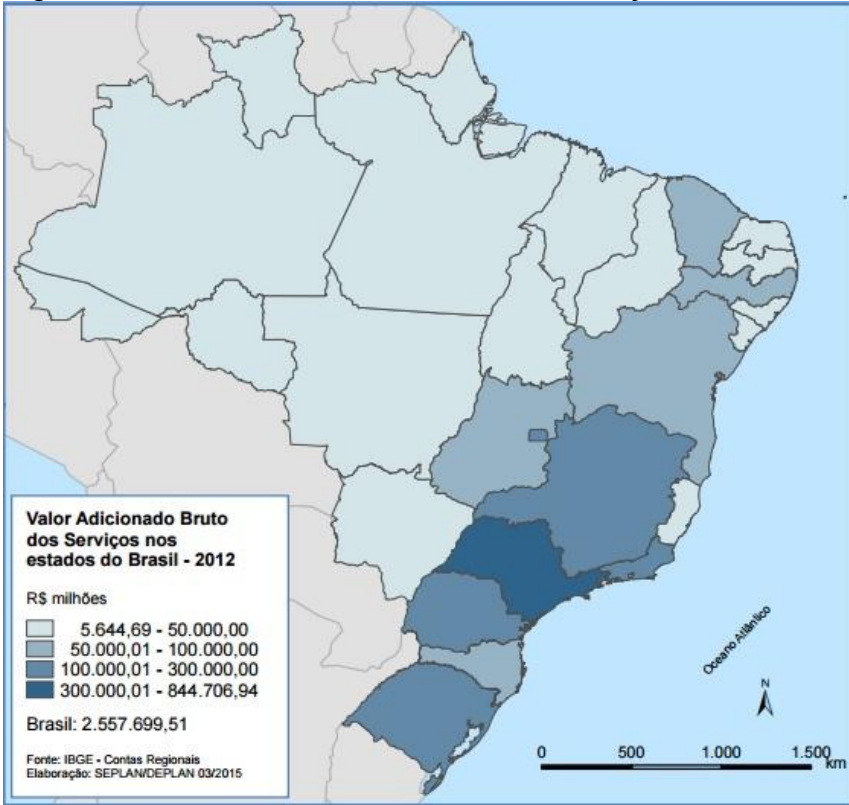 Valor Adicionado Bruto
dos Serviços nos
estados do Brasil - 2012
R$ milhões
5.644,69 - 50.000,00
50.000,01 - 100.000,00
100.000,01 - 300.000,00
300.000,01 - 844.706,94
Brasil: 2.557.699,51
Fonte: IBGE - Contas Regionais
Elaboração: SEPLAN/DEPLAN 03/2015
Oceano Atlântico
N
0 500 1.000 1.500
km